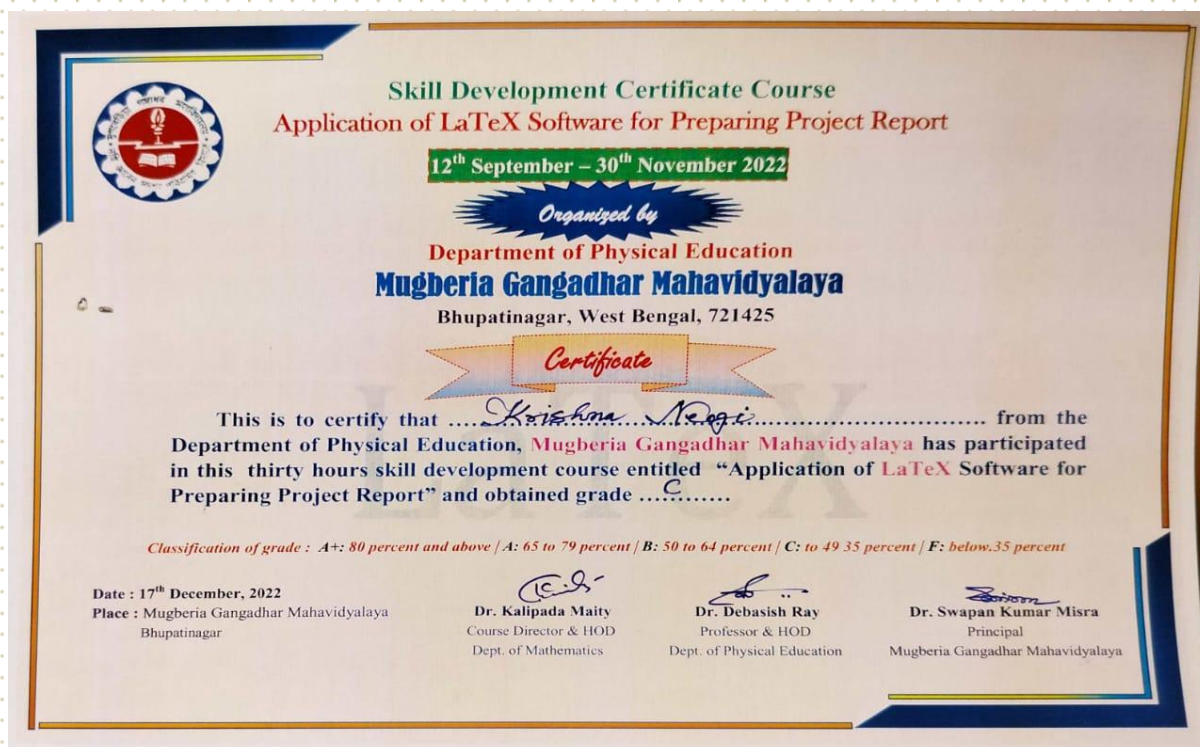 Skill Development Certificate Course
Application of LaTeX Software for Preparing Project Report
12th September – 30th November 2022
Organized by
Department of Physical Education
Mugberia Gangadhar Mahavidyalaya
Bhupatinagar, West Bengal, 721425
Certificate
LaTeX
This is to certify that ....Krishna Neogi.................................. from the
Department of Physical Education, Mugberia Gangadhar Mahavidyalaya has participated
in this thirty hours skill development course entitled “Application of LaTeX Software for
Preparing Project Report” and obtained grade ....C.......
Classification of grade : A+: 80 percent and above / A: 65 to 79 percent / B: 50 to 64 percent / C: to 49 35 percent / F: below.35 percent
Date : 17th December, 2022
Place : Mugberia Gangadhar Mahavidyalaya
Bhupatinagar
Dr. Kalipada Maity
Course Director & HOD
Dept. of Mathematics
Dr. Debasish Ray
Professor & HOD
Dept. of Physical Education
Dr. Swapan Kumar Misra
Principal
Mugberia Gangadhar Mahavidyalaya